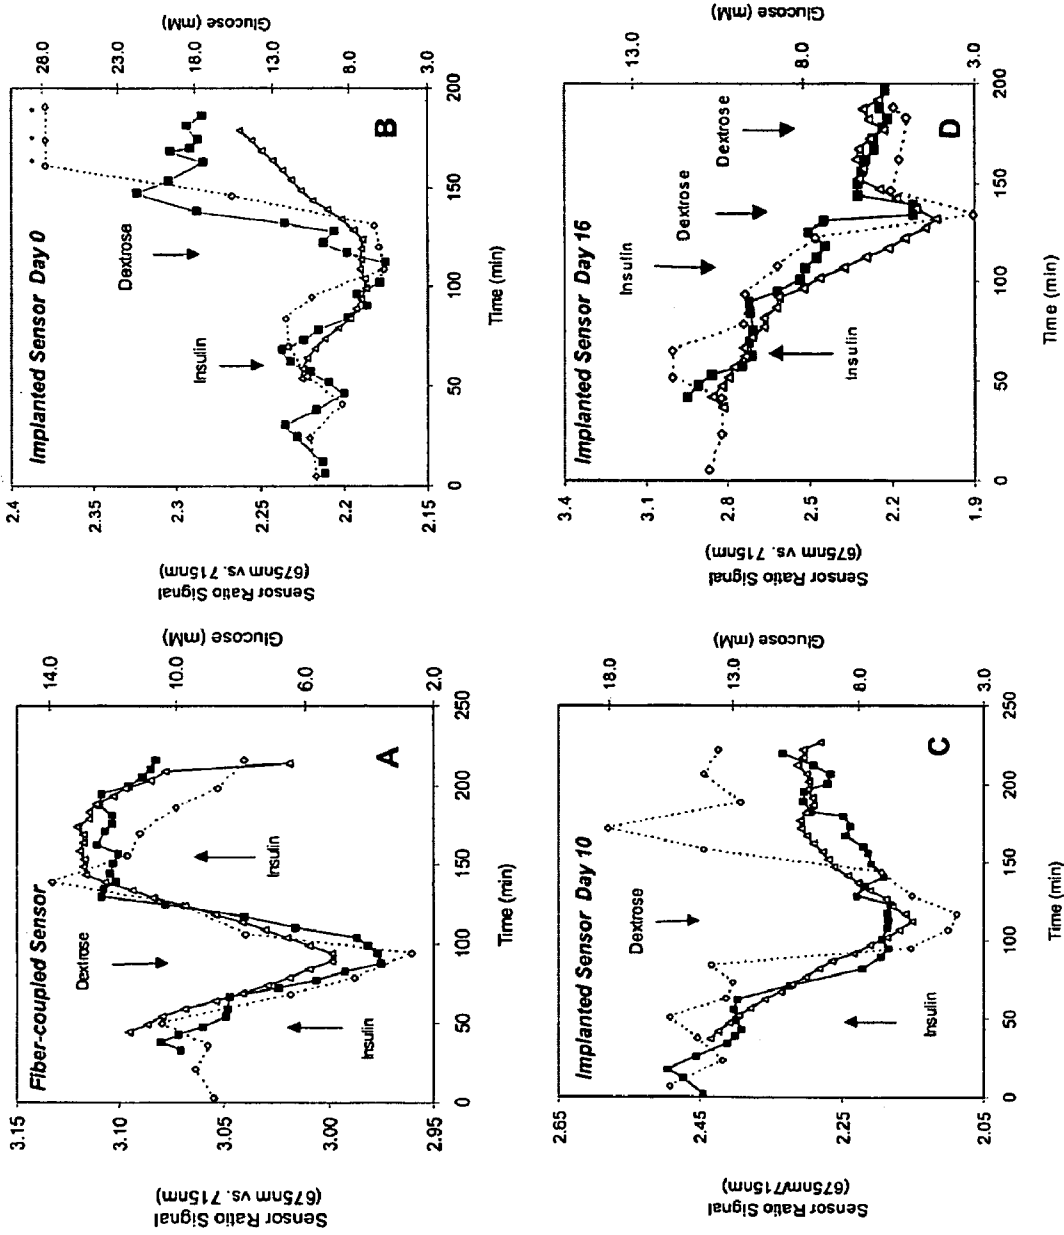 Fiber-coupled Sensor
A
Dextrose
Insulin
Insulin
3.15
3.10
3.05
3.00
2.95
14.0
10.0
6.0
2.0
0
50
100
150
200
250
Time (min)
Sensor Ratio Signal
(675nm vs. 715nm)
Glucose (mM)
Implanted Sensor Day 0
B
Insulin
Dextrose
* * *
2.4
2.35
2.3
2.25
2.2
2.15
28.0
23.0
18.0
13.0
8.0
3.0
0
50
100
150
200
Time (min)
Sensor Ratio Signal
(675nm vs. 715nm)
Glucose (mM)
Implanted Sensor Day 10
C
Dextrose
Insulin
2.65
2.45
2.25
2.05
18.0
13.0
8.0
3.0
0
50
100
150
200
250
Time (min)
Sensor Ratio Signal
(675nm/715nm)
Glucose (mM)
Implanted Sensor Day 16
D
Insulin
Dextrose
Dextrose
Insulin
3.4
3.1
2.8
2.5
2.2
1.9
13.0
8.0
3.0
0
50
100
150
200
Time (min)
Sensor Ratio Signal
(675nm vs. 715nm)
Glucose (mM)